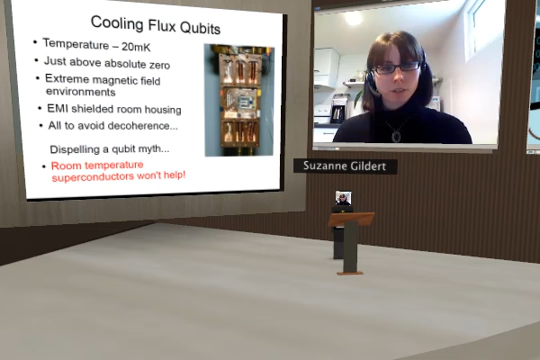 Cooling Flux Qubits
• Temperature – 20mK
• Just above absolute zero
• Extreme magnetic field
environments
• EMI shielded room housing
• All to avoid decoherence...
Dispelling a qubit myth...
• Room temperature
superconductors won't help!
Suzanne Gildert